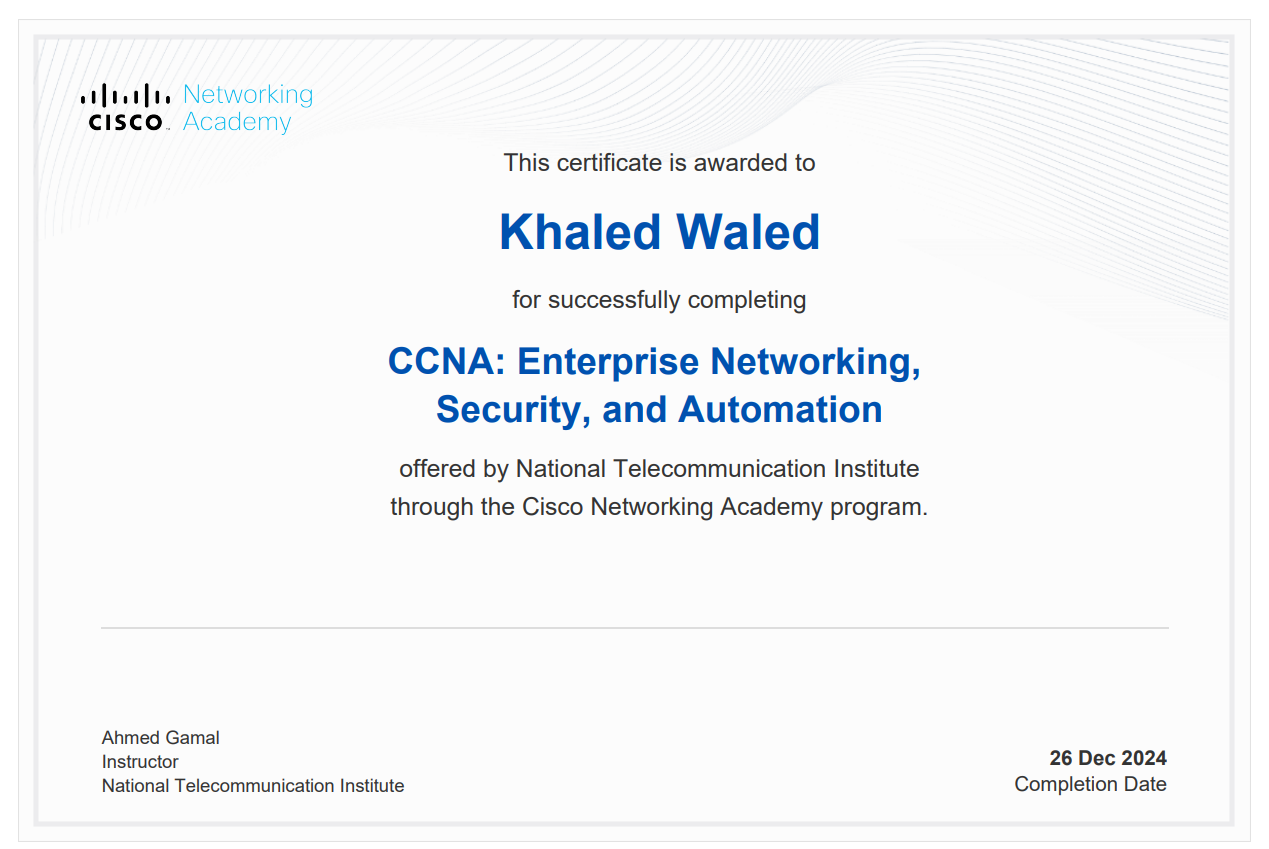 Networking
CISCO Academy
This certificate is awarded to
Khaled Waled
for successfully completing
CCNA: Enterprise Networking,
Security, and Automation
offered by National Telecommunication Institute
through the Cisco Networking Academy program.
Ahmed Gamal
Instructor
National Telecommunication Institute
26 Dec 2024
Completion Date